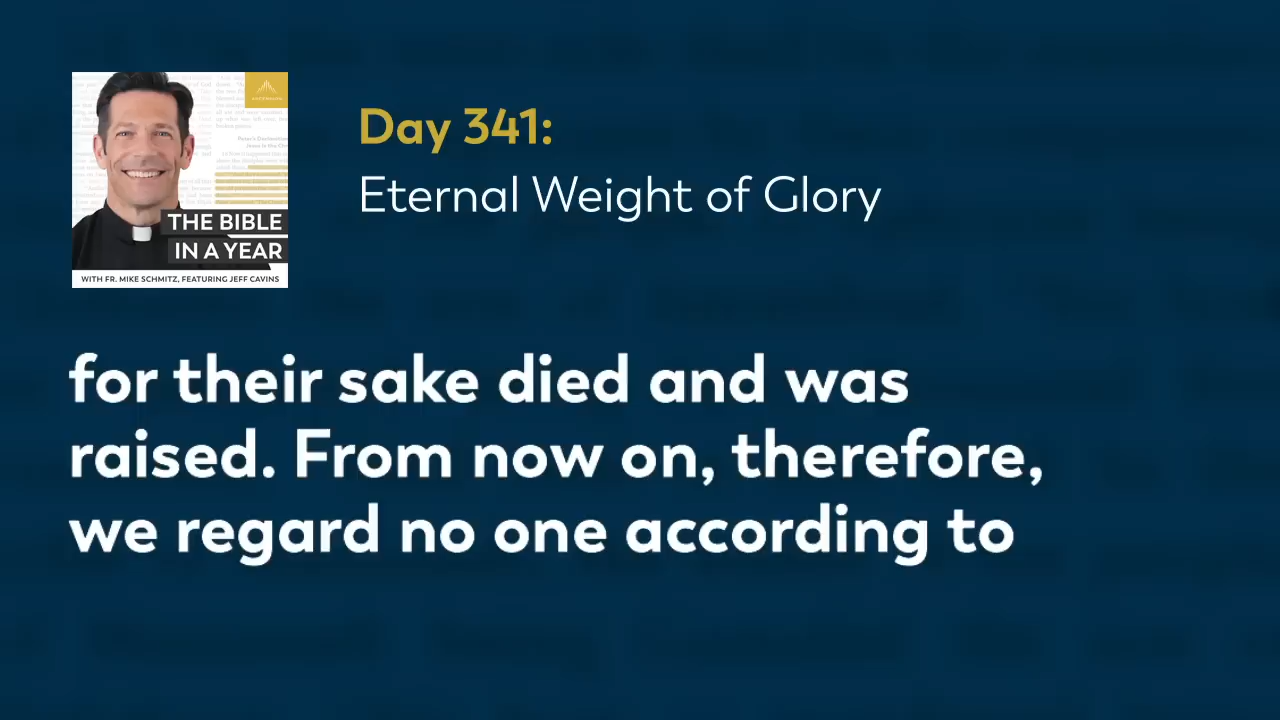 Day 341:
Eternal Weight of Glory
ASCENSION
THE BIBLE
IN A YEAR
WITH FR. MIKE SCHMITZ, FEATURING JEFF CAVINS
for their sake died and was
raised. From now on, therefore,
we regard no one according to